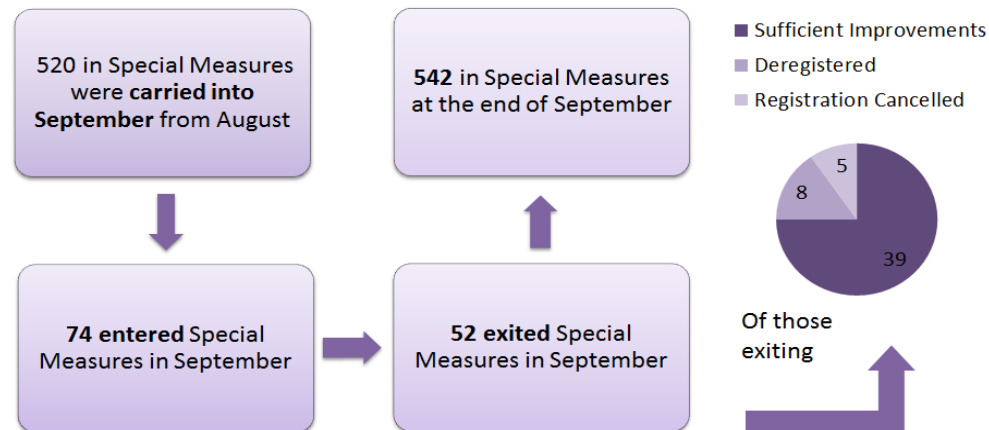 520 in Special Measures
were carried into
September from August
74 entered Special
Measures in September
52 exited Special
Measures in September
542 in Special Measures
at the end of September
Sufficient Improvements
Deregistered
Registration Cancelled
5
8
39
Of those
exiting